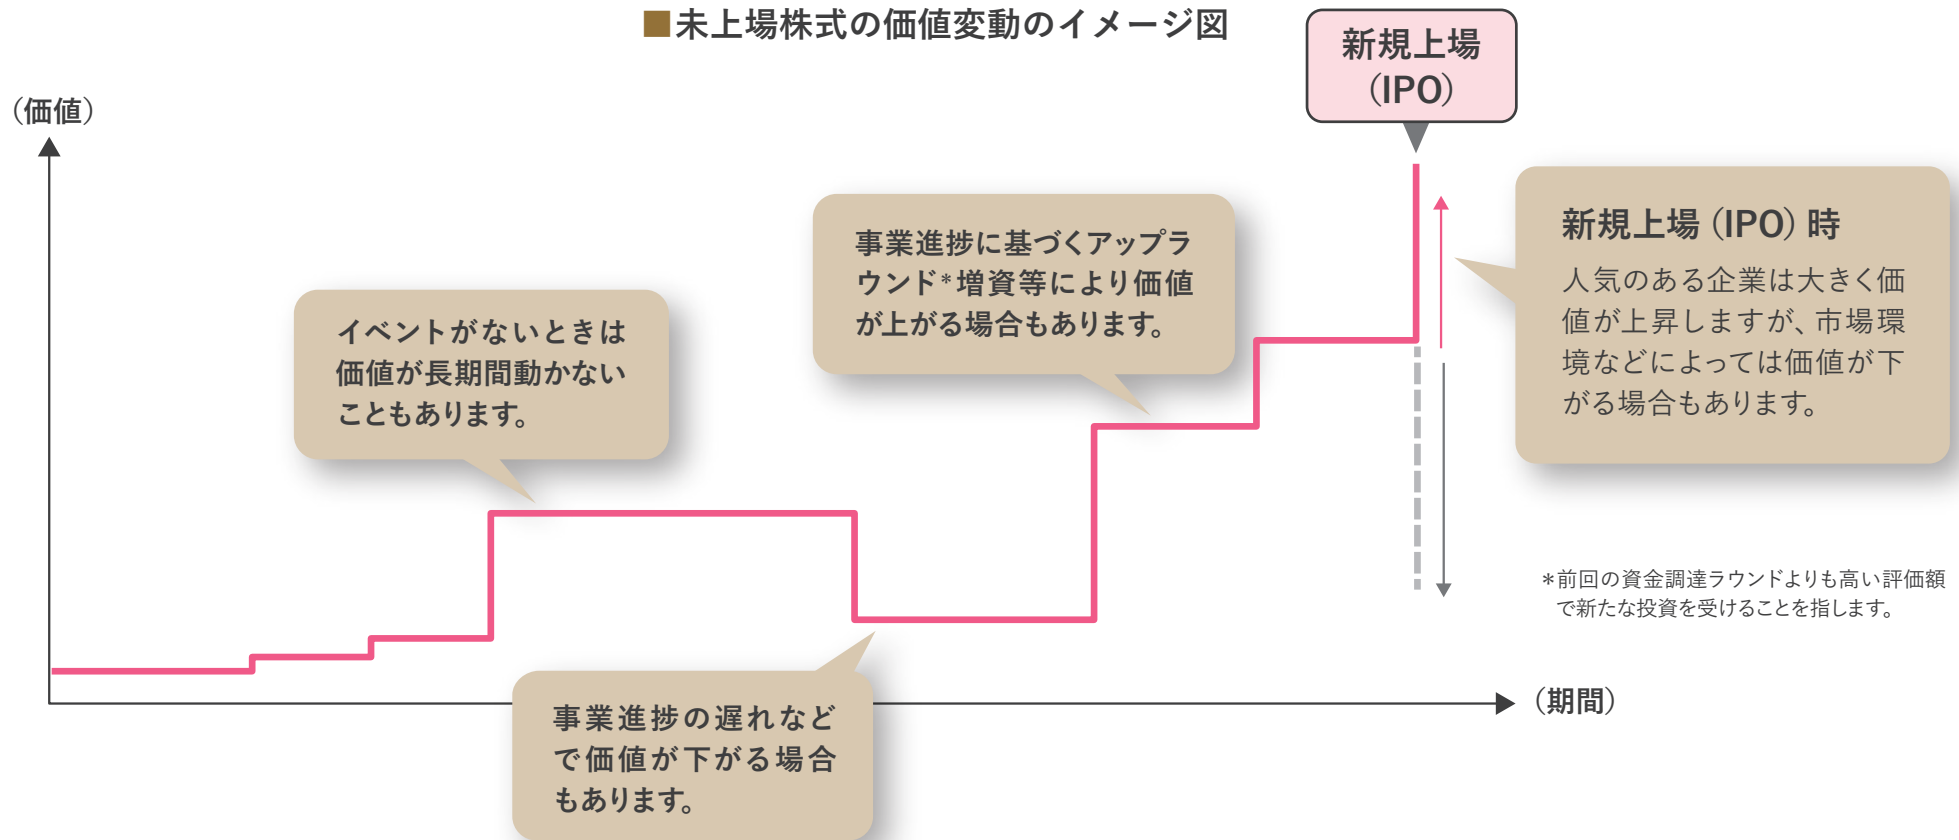 ■未上場株式の価値変動のイメージ図
新規上場
（IPO）
（価値）
イベントがないときは
価値が長期間動かない
こともあります。
事業進捗に基づくアップラ
ウンド*増資等により価値
が上がる場合もあります。
新規上場（IPO）時
人気のある企業は大きく価
値が上昇しますが、市場環
境などによっては価値が下
がる場合もあります。
*前回の資金調達ラウンドよりも高い評価額
で新たな投資を受けることを指します。
事業進捗の遅れなど
で価値が下がる場合
もあります。
（期間）